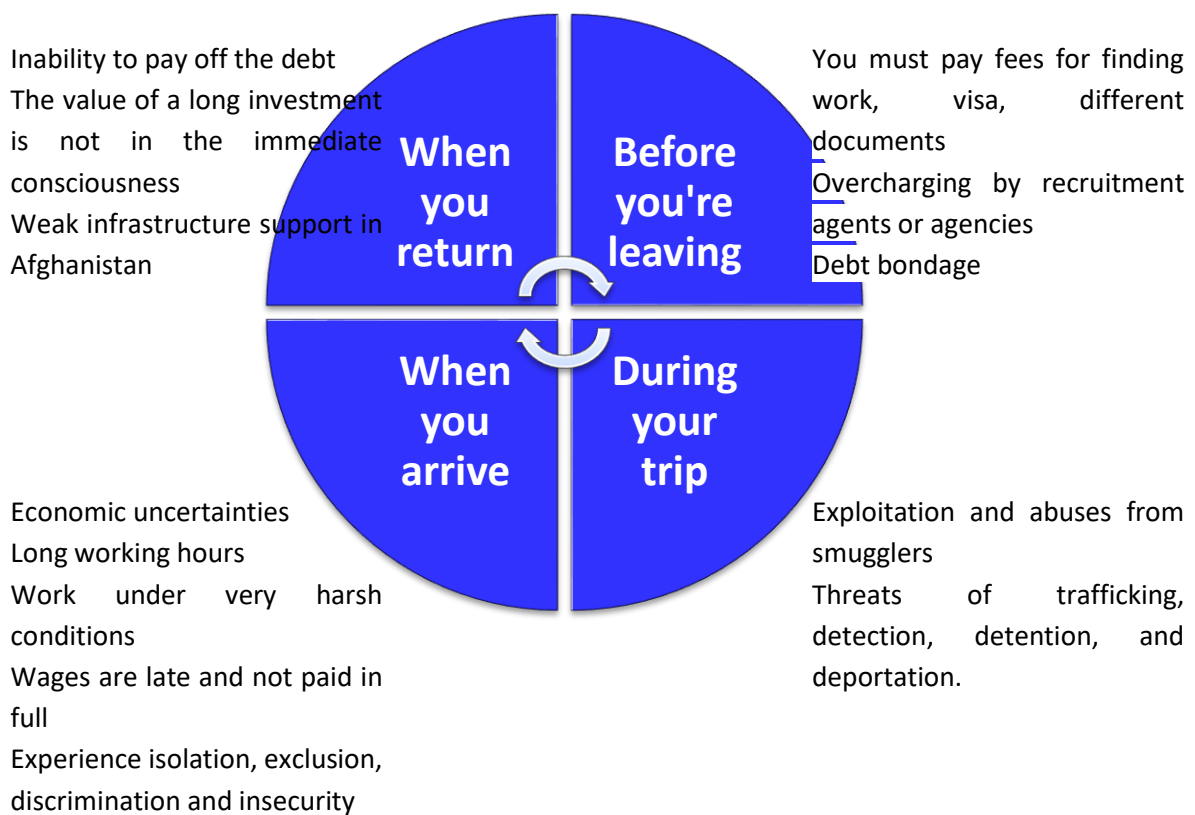 Inability to pay off the debt
The value of a long investment
is not in the immediate
consciousness
Weak infrastructure support in
Afghanistan
When
you
return
Before
you're
leaving
You must pay fees for finding
work, visa, different
documents
Overcharging by recruitment
agents or agencies
Debt bondage
Economic uncertainties
Long working hours
Work under very harsh
conditions
Wages are late and not paid in
full
Experience isolation, exclusion,
discrimination and insecurity
When
you
arrive
During
your
trip
Exploitation and abuses from
smugglers
Threats of trafficking,
detection, detention, and
deportation.